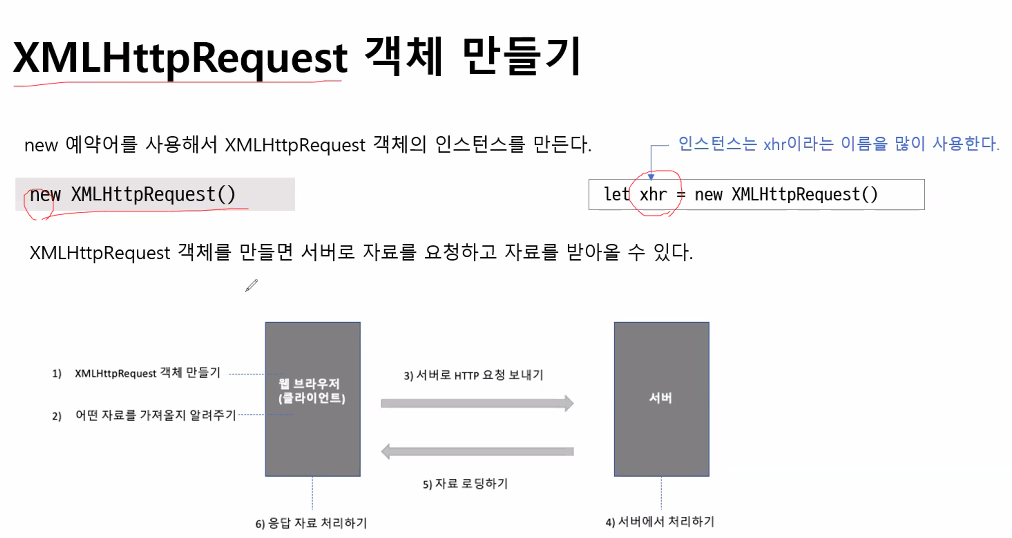 XMLHttpRequest 객체 만들기
new 예약어를 사용해서 XMLHttpRequest 객체의 인스턴스를 만든다.
인스턴스는 xhr이라는 이름을 많이 사용한다.
new XMLHttpRequest()
let xhr = new XMLHttpRequest()
XMLHttpRequest 객체를 만들면 서버로 자료를 요청하고 자료를 받아올 수 있다.
1) XMLHttpRequest 객체 만들기
2) 어떤 자료를 가져올지 알려주기
웹 브라우저
(클라이언트)
3) 서버로 HTTP 요청 보내기
서버
5) 자료 로딩하기
6) 응답 자료 처리하기
4) 서버에서 처리하기